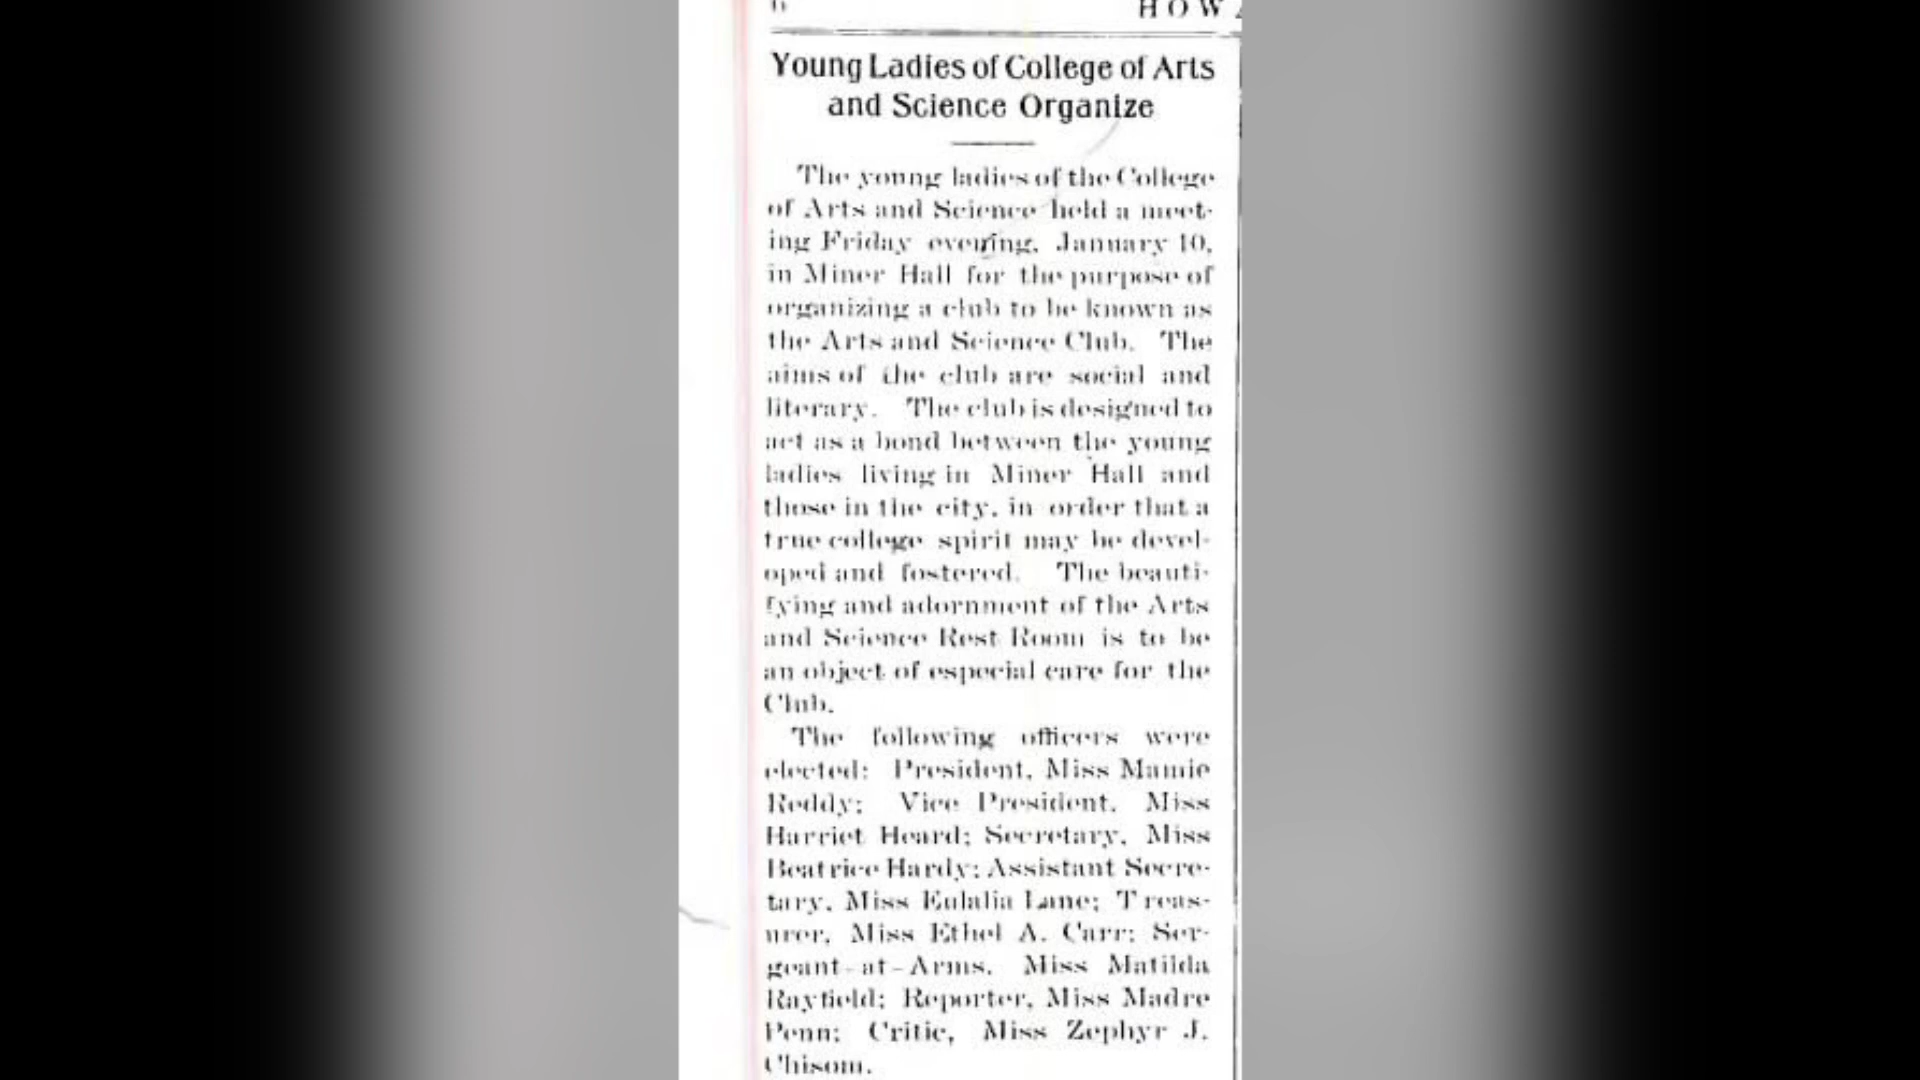 6 HOWA
Young Ladies of College of Arts
and Science Organize
The young ladies of the College
of Arts and Science held a meet-
ing Friday evening, January 10,
in Miner Hall for the purpose of
organizing a club to be known as
the Arts and Science Club. The
aims of the club are social and
literary. The club is designed to
act as a bond between the young
ladies living in Miner Hall and
those in the city, in order that a
true college spirit may be devel-
oped and fostered. The beauti-
fying and adornment of the Arts
and Science Rest Room is to be
an object of especial care for the
Club.
The following officers were
elected: President, Miss Mamie
Reddy; Vice President, Miss
Harriet Heard; Secretary, Miss
Beatrice Hardy; Assistant Secre-
tary, Miss Eulalia Lane; Treas-
urer, Miss Ethel A. Carr; Ser-
geant-at-Arms, Miss Matilda
Rayfield; Reporter, Miss Madre
Penn; Critic, Miss Zephyr J.
Chisom.